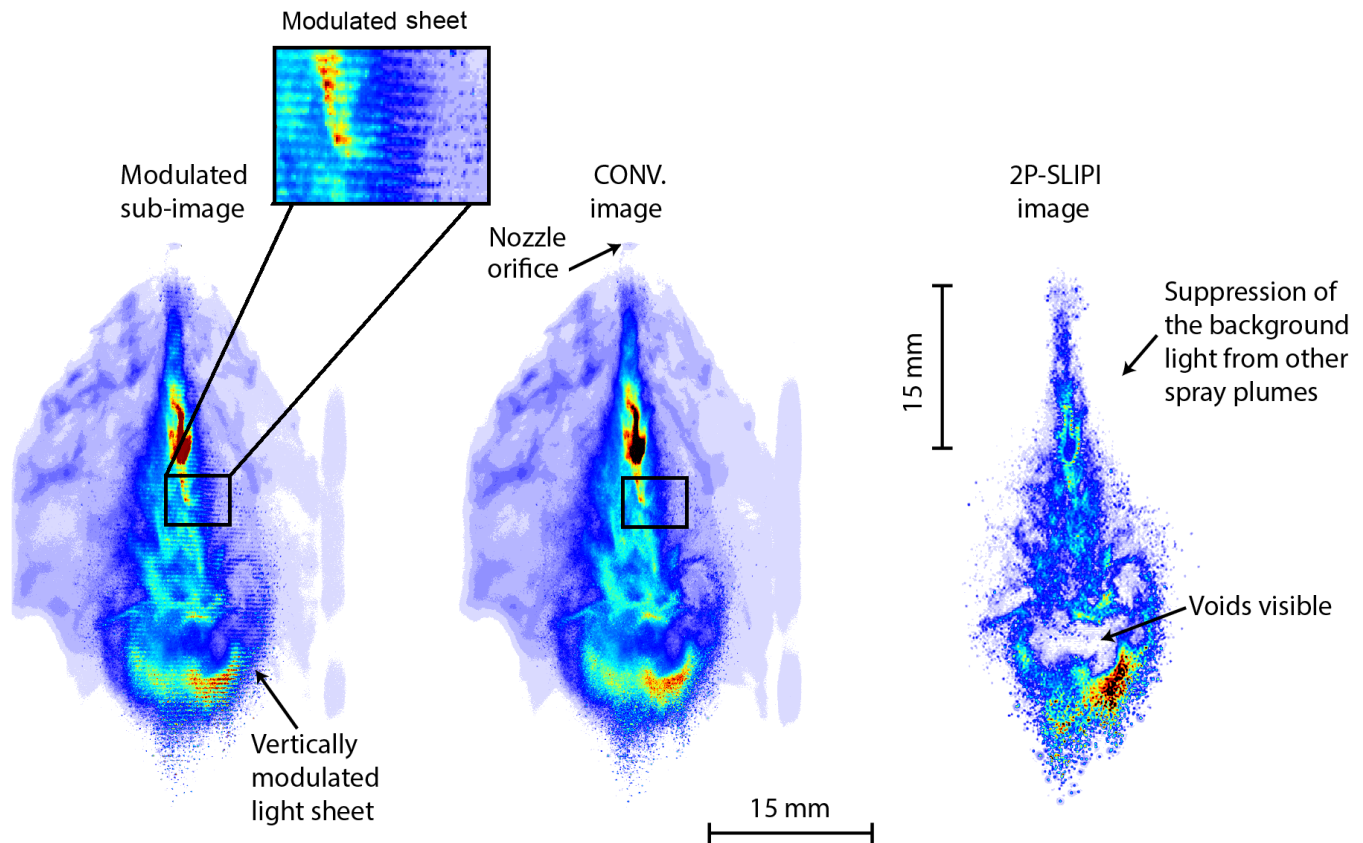 Modulated sheet
Modulated
sub-image
CONV.
image
2P-SLIPI
image
Nozzle
orifice
15 mm
Suppression of
the background
light from other
spray plumes
Voids visible
Vertically
modulated
light sheet
15 mm